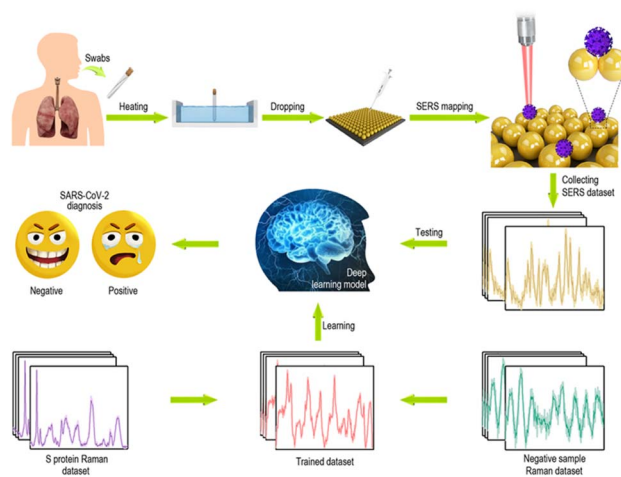 Swabs
Heating
Dropping
SERS mapping
Collecting
SERS dataset
SARS-CoV-2
diagnosis
Negative
Positive
Deep
learning model
Testing
Learning
S protein Raman
dataset
Trained dataset
Negative sample
Raman dataset